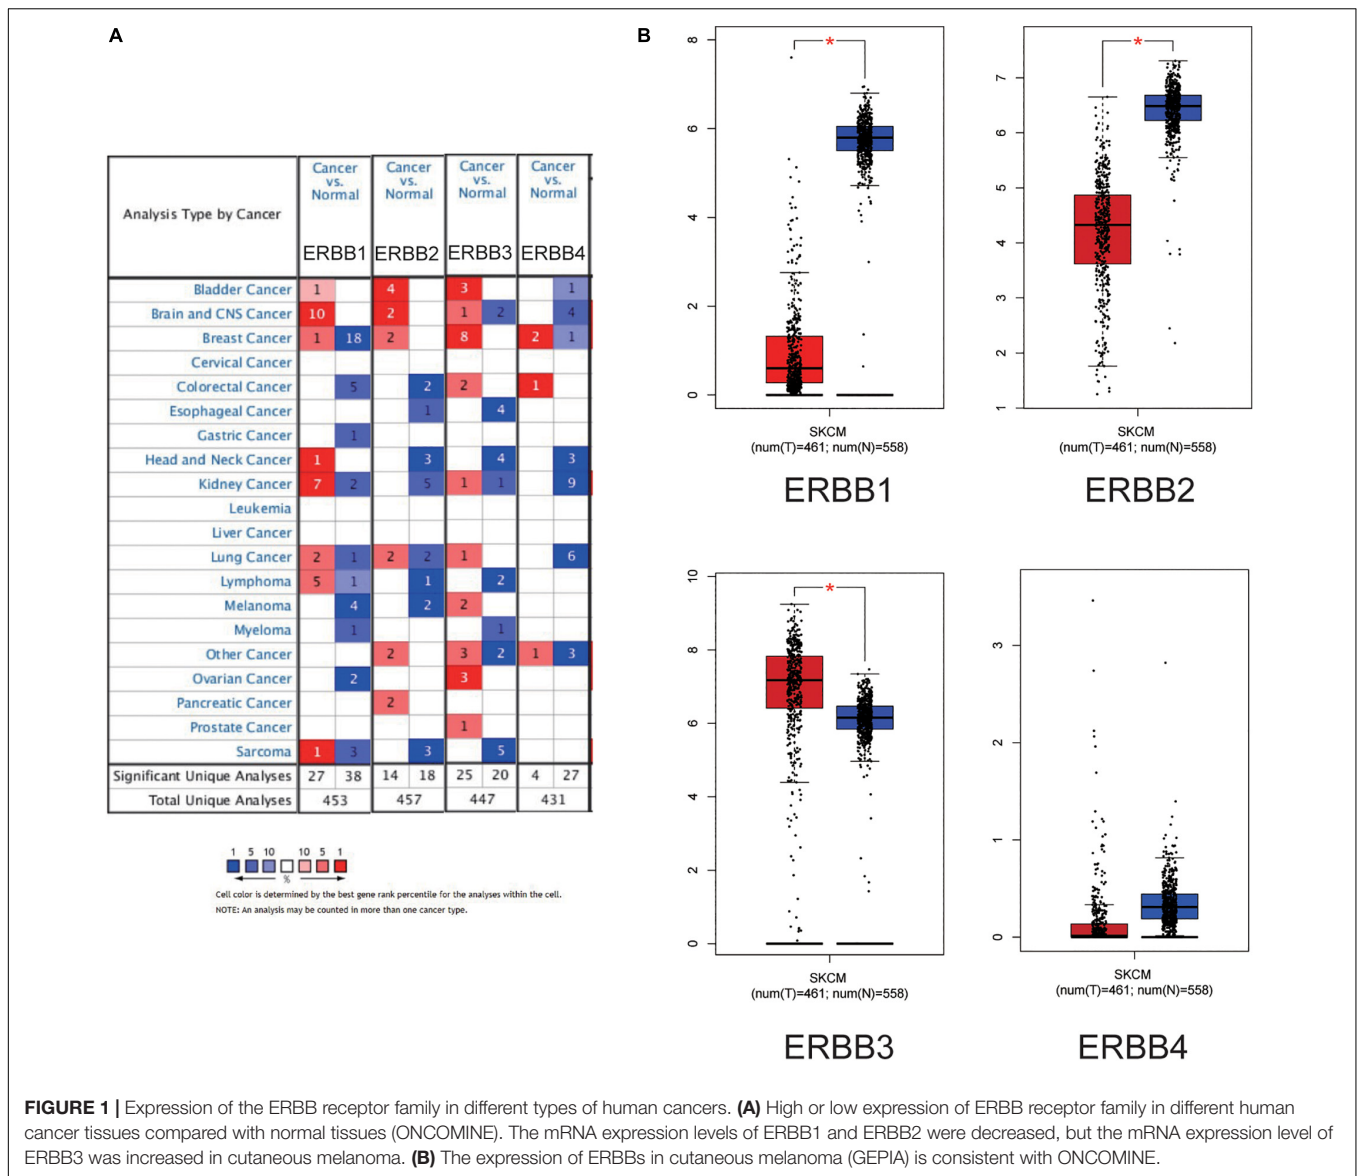 A
Analysis Type by Cancer
Cancer vs. Normal Cancer vs. Normal Cancer vs. Normal Cancer vs. Normal
ERBB1 ERBB2 ERBB3 ERBB4
Bladder Cancer 1 4 3 1
Brain and CNS Cancer 10 2 1 2 4
Breast Cancer 1 18 2 8 2 1
Cervical Cancer
Colorectal Cancer 5 2 2 1
Esophageal Cancer 1 4
Gastric Cancer 1
Head and Neck Cancer 1 3 4 3
Kidney Cancer 7 2 5 1 1 9
Leukemia
Liver Cancer
Lung Cancer 2 1 2 2 1 6
Lymphoma 5 1 1 2
Melanoma 4 2 2
Myeloma 1 1
Other Cancer 2 3 2 1 3
Ovarian Cancer 2 3
Pancreatic Cancer 2
Prostate Cancer 1
Sarcoma 1 3 3 5
Significant Unique Analyses 27 38 14 18 25 20 4 27
Total Unique Analyses 453 457 447 431
1 5 10 10 5 1
%
Cell color is determined by the best gene rank percentile for the analyses within the cell.
NOTE: An analysis may be counted in more than one cancer type.
B
8
6
4
2
0
*
SKCM
(num(T)=461; num(N)=558)
ERBB1
7
6
5
4
3
2
1
*
SKCM
(num(T)=461; num(N)=558)
ERBB2
10
8
6
4
2
0
*
SKCM
(num(T)=461; num(N)=558)
ERBB3
3
2
1
0
SKCM
(num(T)=461; num(N)=558)
ERBB4
FIGURE 1 | Expression of the ERBB receptor family in different types of human cancers. (A) High or low expression of ERBB receptor family in different human
cancer tissues compared with normal tissues (ONCOMINE). The mRNA expression levels of ERBB1 and ERBB2 were decreased, but the mRNA expression level of
ERBB3 was increased in cutaneous melanoma. (B) The expression of ERBBs in cutaneous melanoma (GEPIA) is consistent with ONCOMINE.